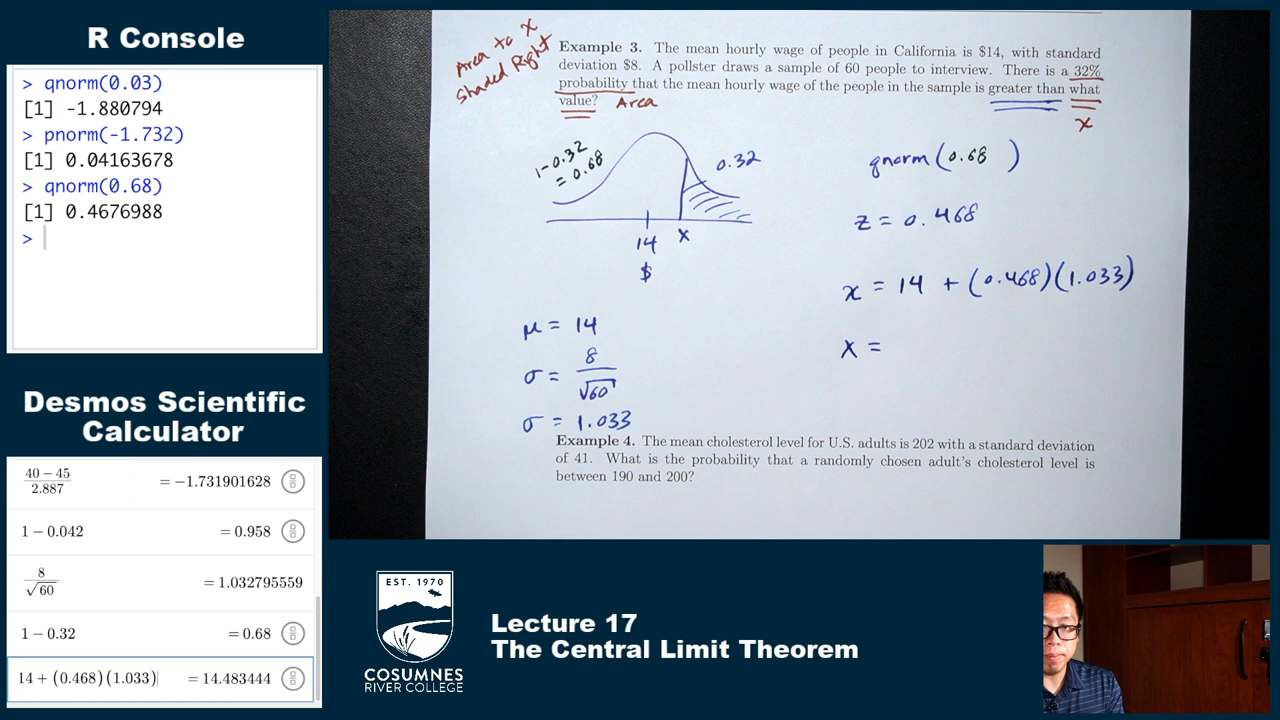 R Console
> qnorm(0.03)
[1] -1.880794
> pnorm(-1.732)
[1] 0.04163678
> qnorm(0.68)
[1] 0.4676988
>
Desmos Scientific
Calculator
40 − 45
2.887
= −1.731901628
1 − 0.042
= 0.958
8
√60
= 1.032795559
1 − 0.32
= 0.68
14 + (0.468)(1.033)
= 14.483444
Area to x
Shaded Right
Example 3. The mean hourly wage of people in California is $14, with standard
deviation $8. A pollster draws a sample of 60 people to interview. There is a 32%
probability that the mean hourly wage of the people in the sample is greater than what
value?
Area
x
1-0.32
= 0.68
0.32
14
x
$
μ = 14
σ = 8
√60
σ = 1.033
qnorm(0.68)
z = 0.468
x = 14 + (0.468)(1.033)
x =
Example 4. The mean cholesterol level for U.S. adults is 202 with a standard deviation
of 41. What is the probability that a randomly chosen adult's cholesterol level is
between 190 and 200?
EST. 1970
COSUMNES
RIVER COLLEGE
Lecture 17
The Central Limit Theorem